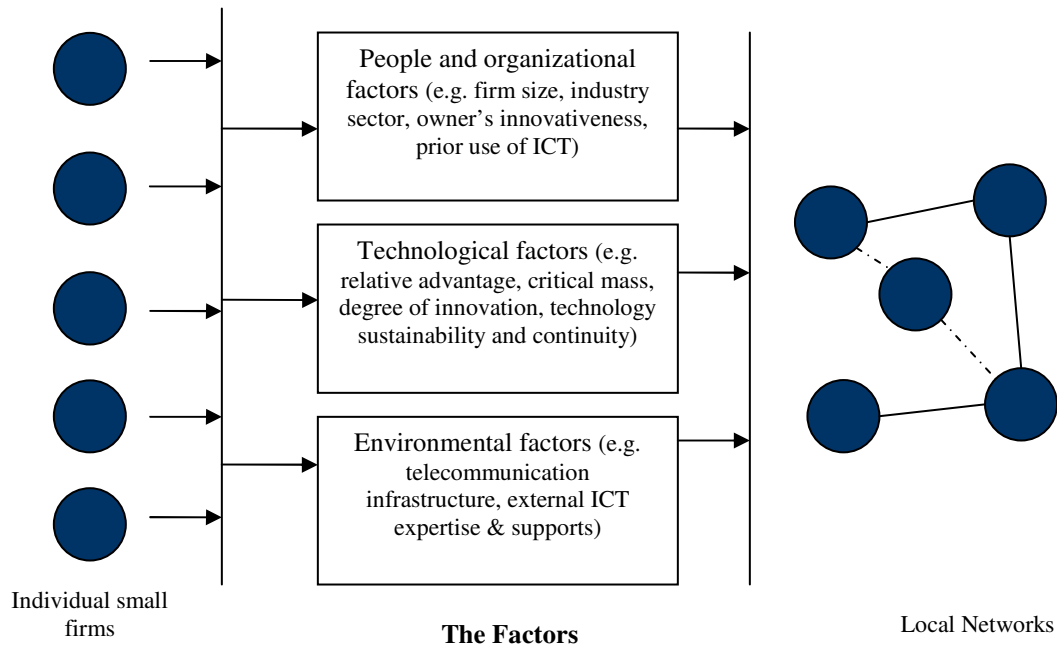 People and organizational
factors (e.g. firm size, industry
sector, owner's innovativeness,
prior use of ICT)
Technological factors (e.g.
relative advantage, critical mass,
degree of innovation, technology
sustainability and continuity)
Environmental factors (e.g.
telecommunication
infrastructure, external ICT
expertise & supports)
Individual small
firms
The Factors
Local Networks